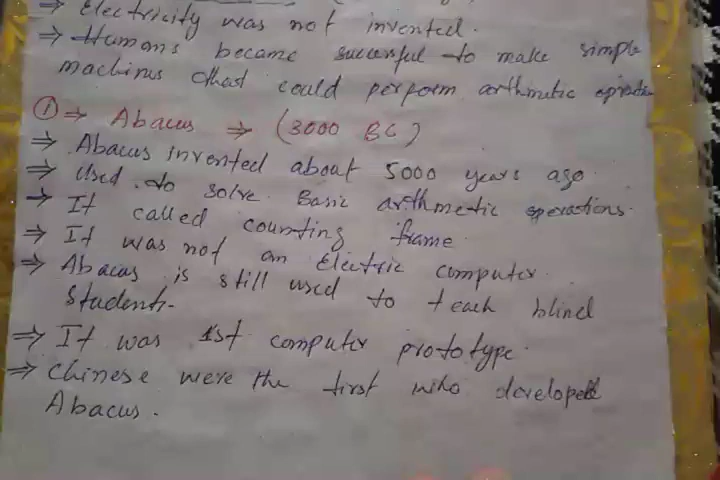 ⇒ Electricity was not invented.
⇒ Humans became successful to make simple
machines that could perform arthmetic operation
① ⇒ Abacus ⇒ (3000 BC)
⇒ Abacus invented about 5000 years ago.
⇒ Used to solve Basic arthmetic operations.
⇒ It called counting frame
⇒ It was not an Electric computer.
⇒ Abacus is still used to teach blind
students.
⇒ It was 1st computer prototype.
⇒ Chinese were the first who developed
Abacus.